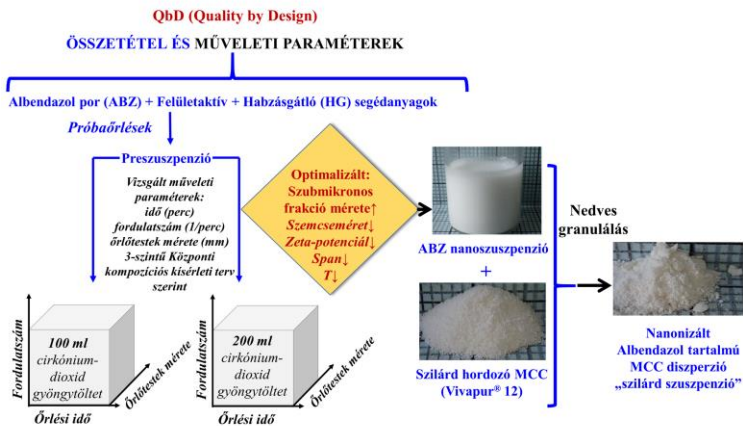 QbD (Quality by Design)
ÖSSZETÉTEL ÉS MŰVELETI PARAMÉTEREK
Albendazol por (ABZ) + Felületaktív + Habzásgátló (HG) segédanyagok
Próbaőrlések
Preszuszpenzió
Vizsgált műveleti
paraméterek:
idő (perc)
fordulatszám (1/perc)
őrlőtestek mérete (mm)
3-szintű Központi
kompozíciós kísérleti terv
szerint
Optimalizált:
Szubmikronos
frakció mérete↑
Szemcseméret↓
Zeta-potenciál↓
Span↓
T↓
ABZ nanoszuszpenzió
+
Szilárd hordozó MCC
(Vivapur® 12)
Nedves
granulálás
Nanonizált
Albendazol tartalmú
MCC diszperzió
„szilárd szuszpenzió”
Fordulatszám
100 ml
cirkónium-
dioxid
gyöngytöltet
Őrlőtestek mérete
Őrlési idő
Fordulatszám
200 ml
cirkónium-
dioxid
gyöngytöltet
Őrlőtestek mérete
Őrlési idő